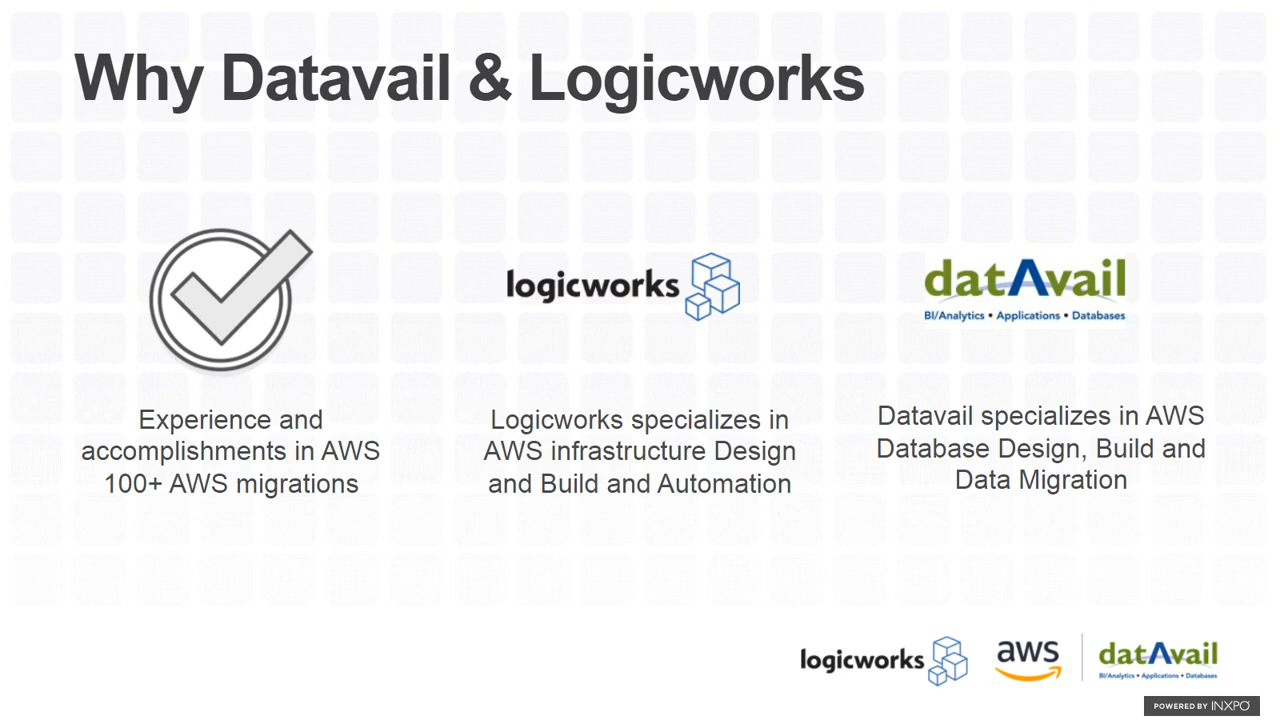 Why Datavail & Logicworks
Experience and
accomplishments in AWS
100+ AWS migrations
logicworks
Logicworks specializes in
AWS infrastructure Design
and Build and Automation
datAvail
BI/Analytics • Applications • Databases
Datavail specializes in AWS
Database Design, Build and
Data Migration
logicworks
aws
datAvail
BI/Analytics • Applications • Databases
POWERED BY INXPO